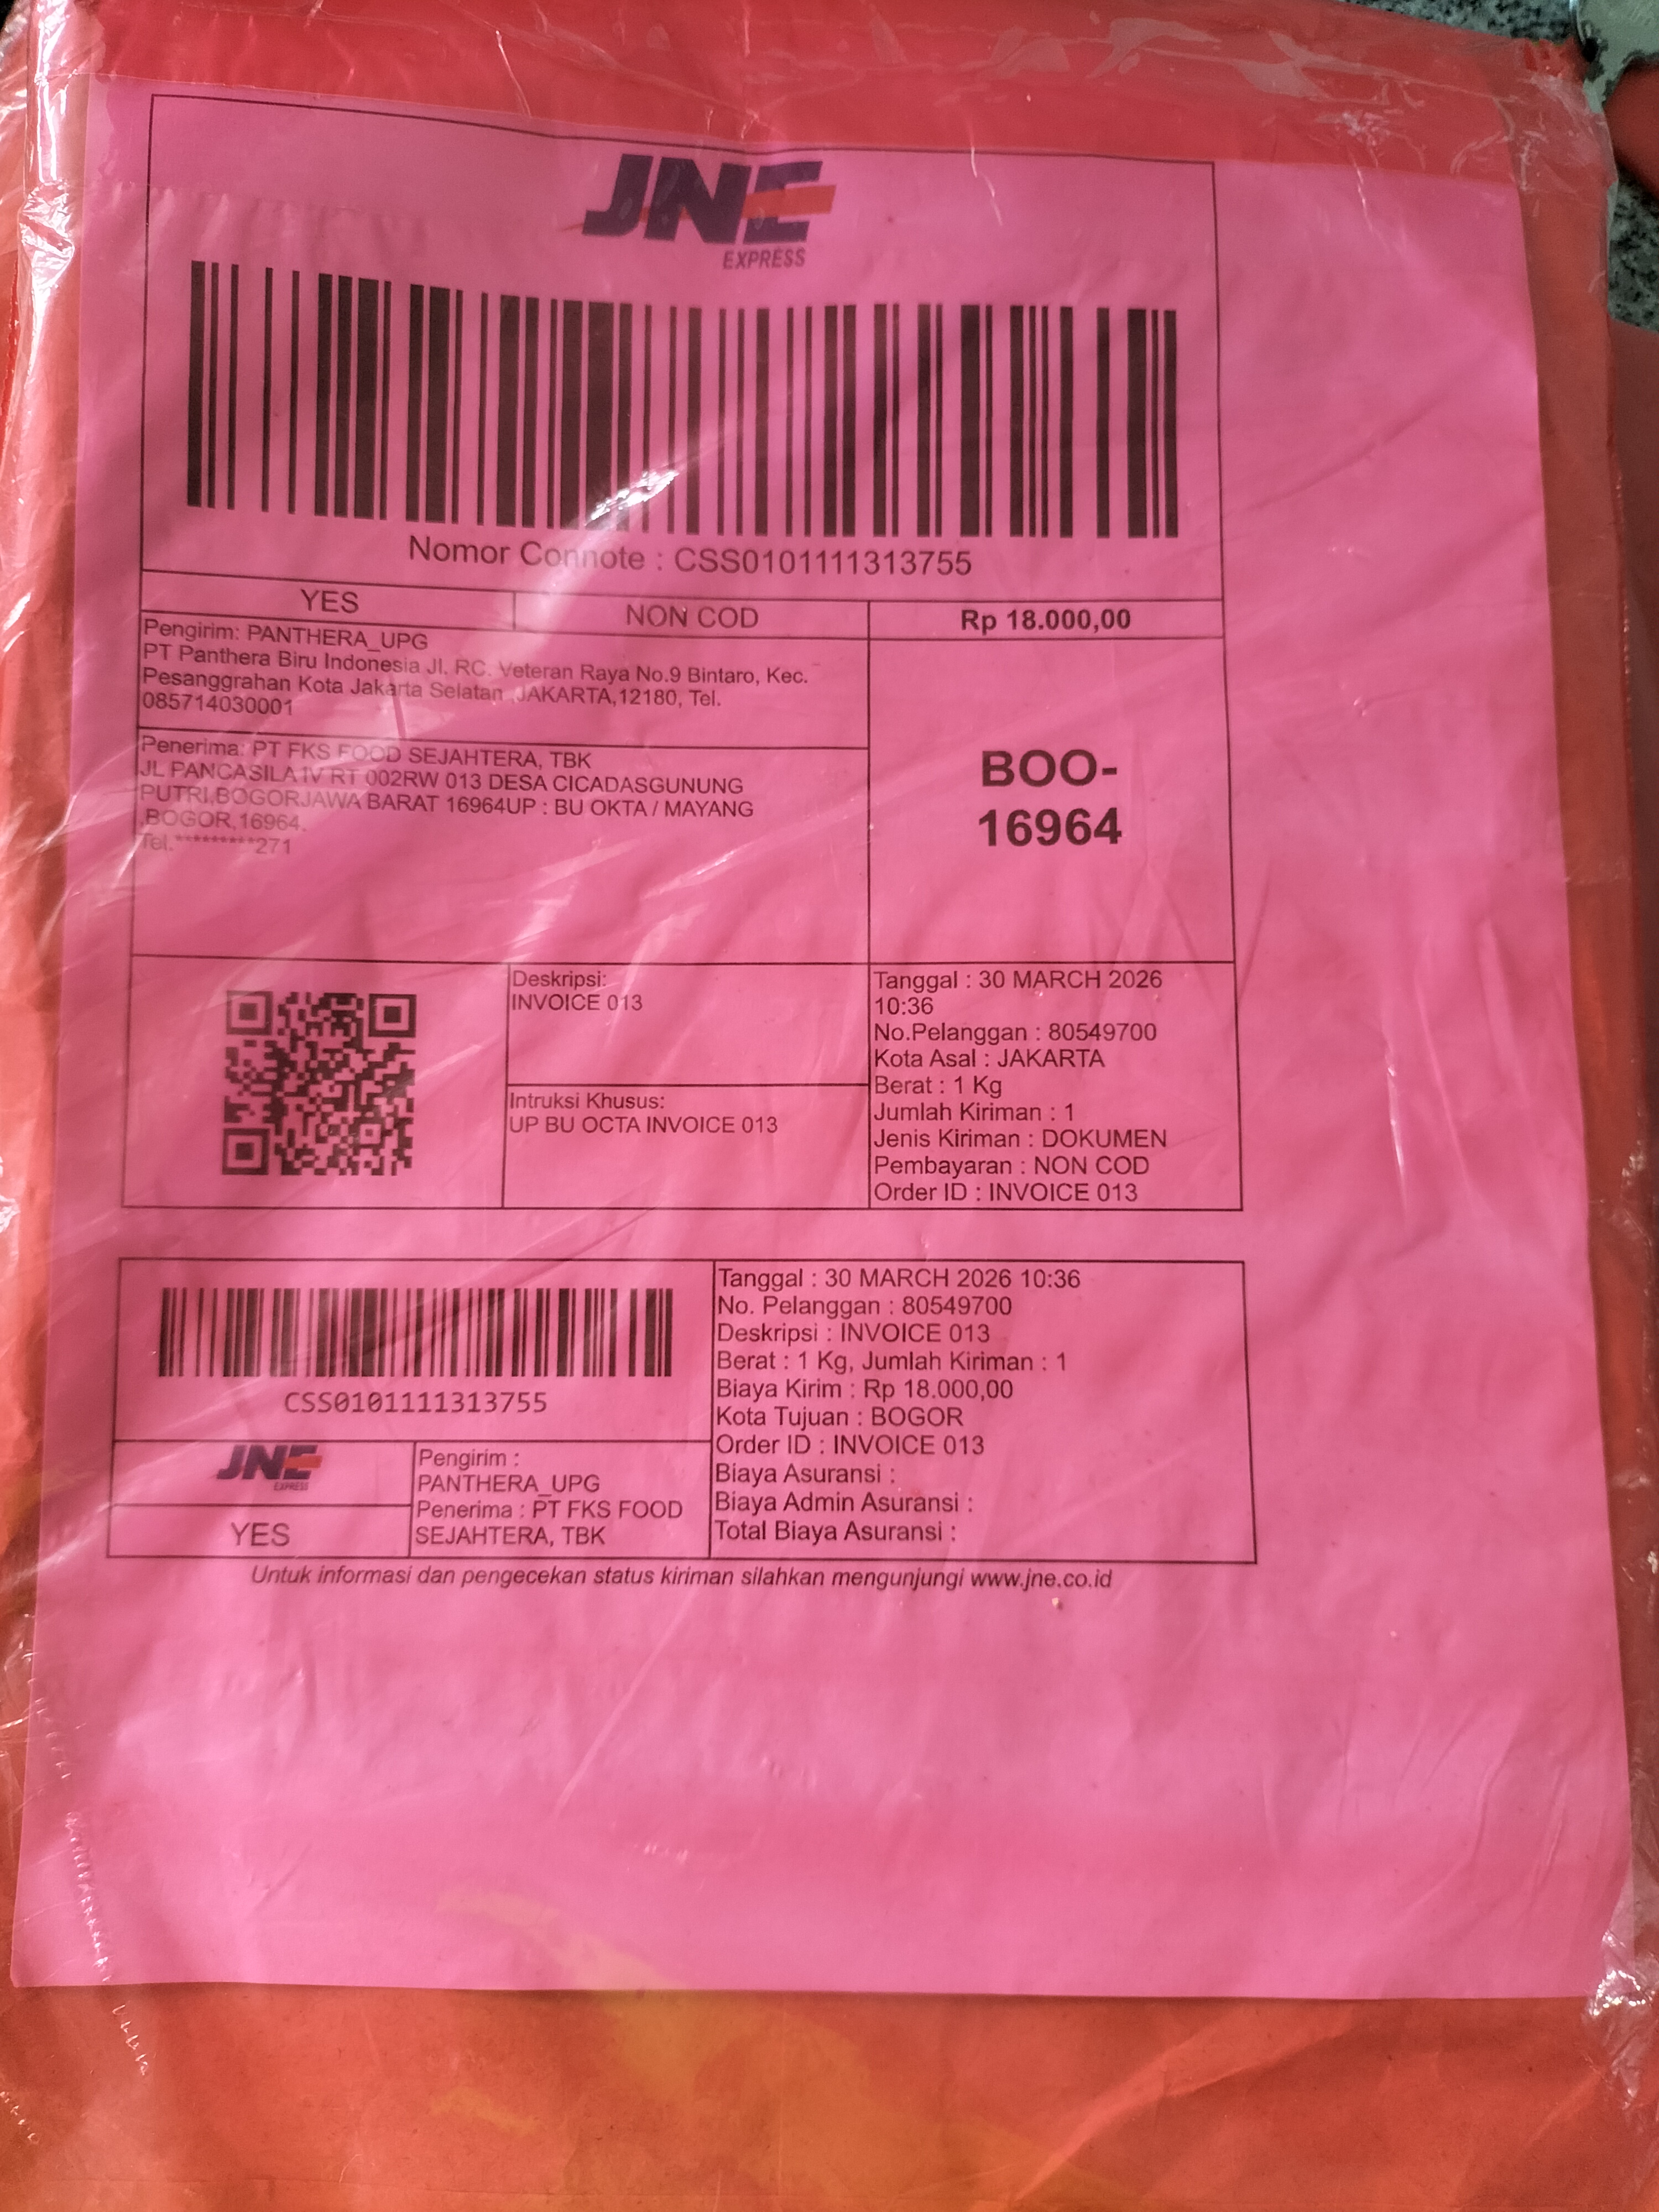 JNE
EXPRESS
Nomor Connote : CSS0101111313755
YES
NON COD
Rp 18.000,00
Pengirim: PANTHERA_UPG
PT Panthera Biru Indonesia Jl. RC. Veteran Raya No.9 Bintaro, Kec.
Pesanggrahan Kota Jakarta Selatan ,JAKARTA,12180, Tel.
085714030001
Penerima: PT FKS FOOD SEJAHTERA, TBK
JL PANCASILA IV RT 002RW 013 DESA CICADASGUNUNG
PUTRI,BOGORJAWA BARAT 16964UP : BU OKTA / MAYANG
,BOGOR,16964.
Tel.*********271
BOO-
16964
Deskripsi:
INVOICE 013
Intruksi Khusus:
UP BU OCTA INVOICE 013
Tanggal : 30 MARCH 2026
10:36
No.Pelanggan : 80549700
Kota Asal : JAKARTA
Berat : 1 Kg
Jumlah Kiriman : 1
Jenis Kiriman : DOKUMEN
Pembayaran : NON COD
Order ID : INVOICE 013
CSS0101111313755
JNE
EXPRESS
YES
Pengirim :
PANTHERA_UPG
Penerima : PT FKS FOOD
SEJAHTERA, TBK
Tanggal : 30 MARCH 2026 10:36
No. Pelanggan : 80549700
Deskripsi : INVOICE 013
Berat : 1 Kg, Jumlah Kiriman : 1
Biaya Kirim : Rp 18.000,00
Kota Tujuan : BOGOR
Order ID : INVOICE 013
Biaya Asuransi :
Biaya Admin Asuransi :
Total Biaya Asuransi :
Untuk informasi dan pengecekan status kiriman silahkan mengunjungi www.jne.co.id